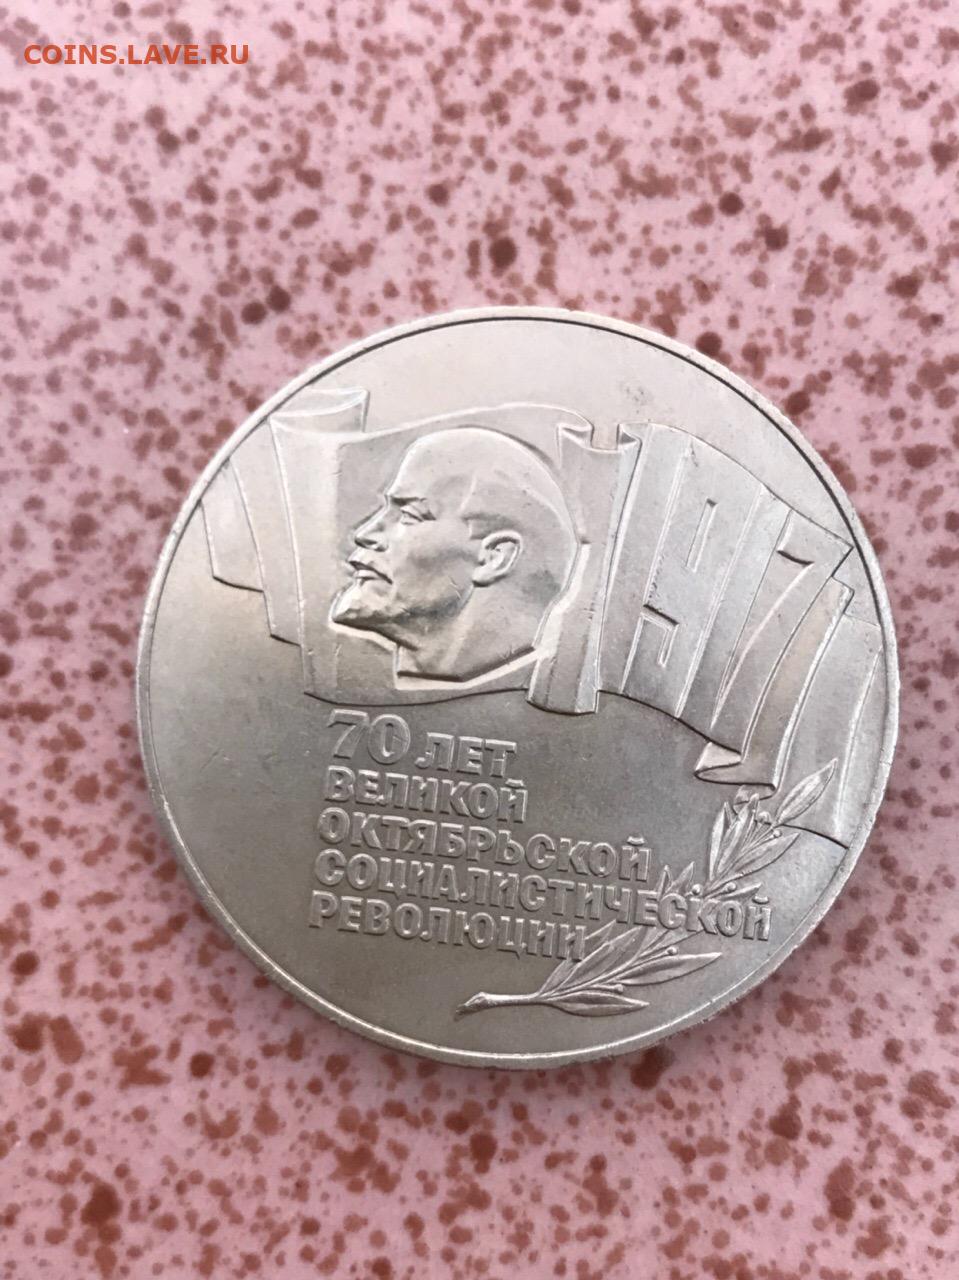 COINS.LAVE.RU
1917
70 ЛЕТ
ВЕЛИКОЙ
ОКТЯБРЬСКОЙ
СОЦИАЛИСТИЧЕСКОЙ
РЕВОЛЮЦИИ